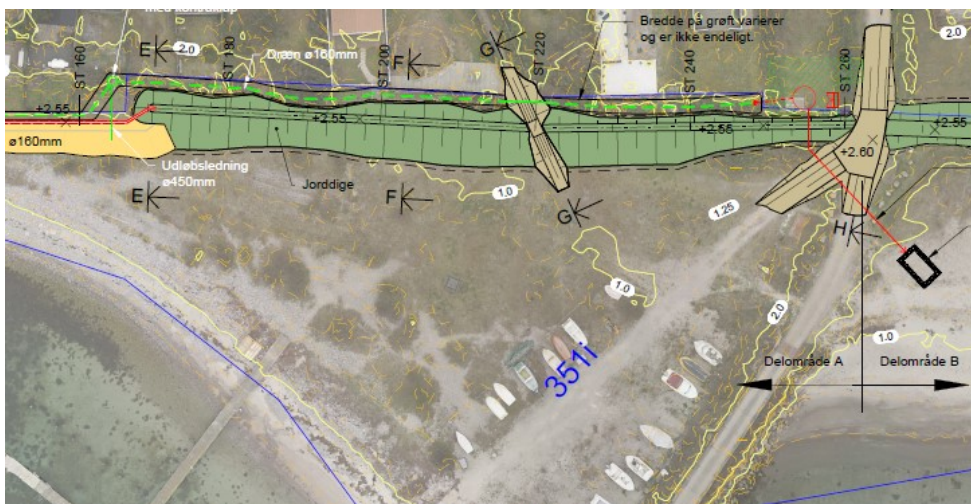 med kontraklap
Bredde på grøft varierer
og er ikke endeligt.
2.0
ST 160
E
2.0
ST 180
Dræn ø160mm
ST 200
F
G
ST 220
ST 240
ST 260
+2.55
+2.55
+2.55
+2.60
ø160mm
Udløbsledning
ø450mm
Jorddige
E
F
1.0
G
1.25
H
1.0
2.0
1.0
351i
Delområde A
Delområde B